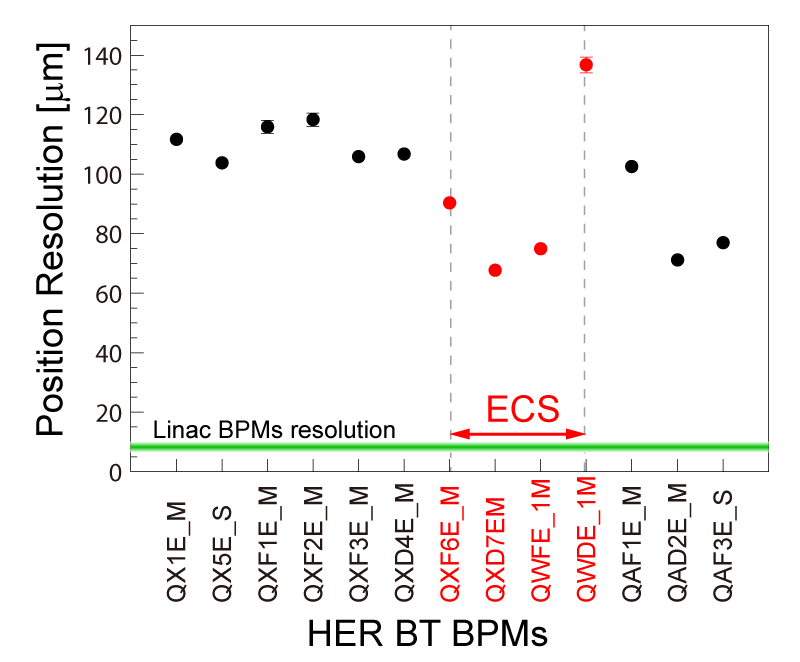 Position Resolution [μm]
140
120
100
80
60
40
20
0
ECS
Linac BPMs resolution
QX1E_M
QX5E_S
QXF1E_M
QXF2E_M
QXF3E_M
QXD4E_M
QXF6E_M
QXD7EM
QWFE_1M
QWDE_1M
QAF1E_M
QAD2E_M
QAF3E_S
HER BT BPMs